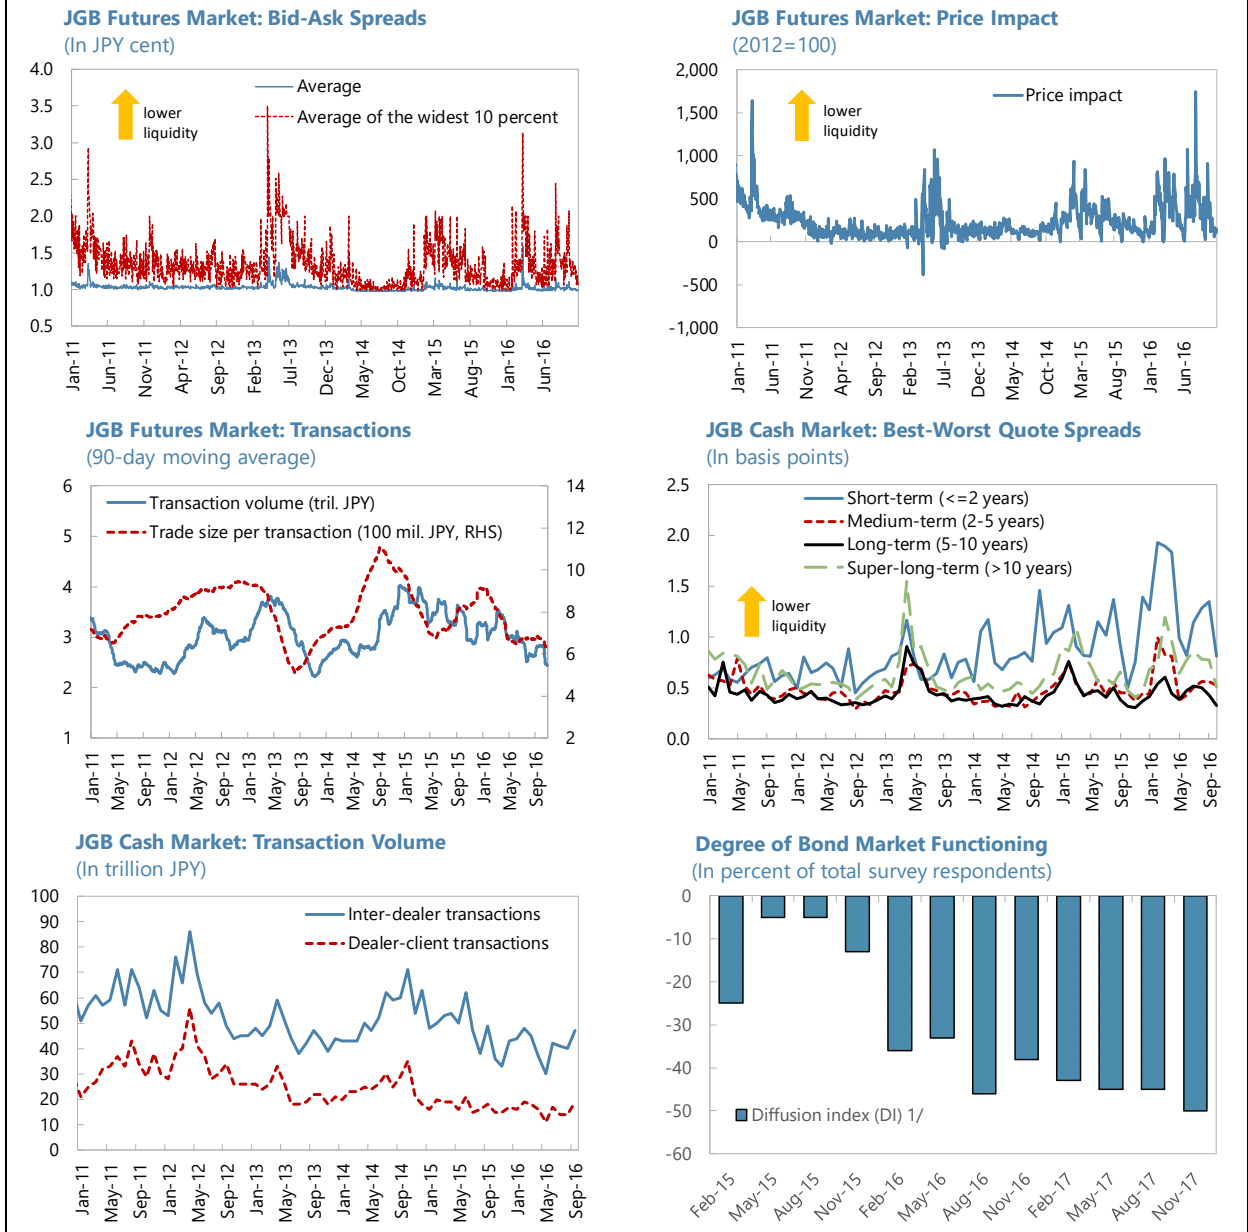 JGB Futures Market: Bid-Ask Spreads
(In JPY cent)
4.0
3.5
3.0
2.5
2.0
1.5
1.0
0.5
Average
Average of the widest 10 percent
lower
liquidity
Jan-11
Jun-11
Nov-11
Apr-12
Sep-12
Feb-13
Jul-13
Dec-13
May-14
Oct-14
Mar-15
Aug-15
Jan-16
Jun-16
JGB Futures Market: Price Impact
(2012=100)
2,000
1,500
1,000
500
0
-500
-1,000
Price impact
lower
liquidity
Jan-11
Jun-11
Nov-11
Apr-12
Sep-12
Feb-13
Jul-13
Dec-13
May-14
Oct-14
Mar-15
Aug-15
Jan-16
Jun-16
JGB Futures Market: Transactions
(90-day moving average)
6
5
4
3
2
1
14
12
10
8
6
4
2
Transaction volume (tril. JPY)
Trade size per transaction (100 mil. JPY, RHS)
Jan-11
May-11
Sep-11
Jan-12
May-12
Sep-12
Jan-13
May-13
Sep-13
Jan-14
May-14
Sep-14
Jan-15
May-15
Sep-15
Jan-16
May-16
Sep-16
JGB Cash Market: Best-Worst Quote Spreads
(In basis points)
2.5
2.0
1.5
1.0
0.5
0.0
Short-term (<=2 years)
Medium-term (2-5 years)
Long-term (5-10 years)
Super-long-term (>10 years)
lower
liquidity
Jan-11
May-11
Sep-11
Jan-12
May-12
Sep-12
Jan-13
May-13
Sep-13
Jan-14
May-14
Sep-14
Jan-15
May-15
Sep-15
Jan-16
May-16
Sep-16
JGB Cash Market: Transaction Volume
(In trillion JPY)
100
90
80
70
60
50
40
30
20
10
0
Inter-dealer transactions
Dealer-client transactions
Jan-11
May-11
Sep-11
Jan-12
May-12
Sep-12
Jan-13
May-13
Sep-13
Jan-14
May-14
Sep-14
Jan-15
May-15
Sep-15
Jan-16
May-16
Sep-16
Degree of Bond Market Functioning
(In percent of total survey respondents)
-0
-10
-20
-30
-40
-50
-60
Diffusion index (DI) 1/
Feb-15
May-15
Aug-15
Nov-15
Feb-16
May-16
Aug-16
Nov-16
Feb-17
May-17
Aug-17
Nov-17